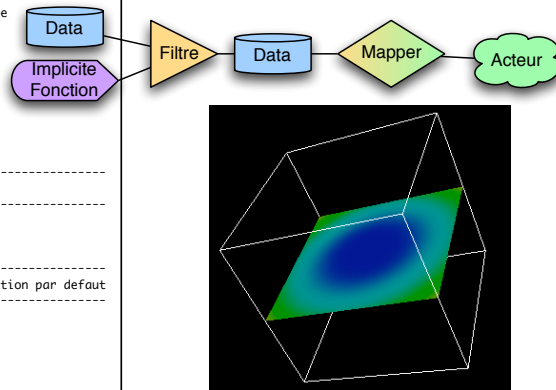 e
Data
Implicite
Fonction
Filtre
Data
Mapper
Acteur
--------------
--------------
--------------
tion par defaut
--------------